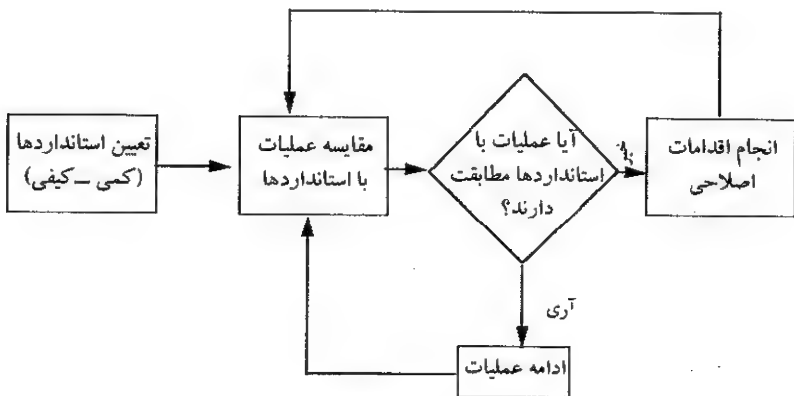 تعیین استانداردها
(کمی – کیفی)
مقایسه عملیات
با استانداردها
آیا عملیات با
استانداردها مطابقت
دارند؟
خیر
انجام اقدامات
اصلاحی
آری
ادامه عملیات